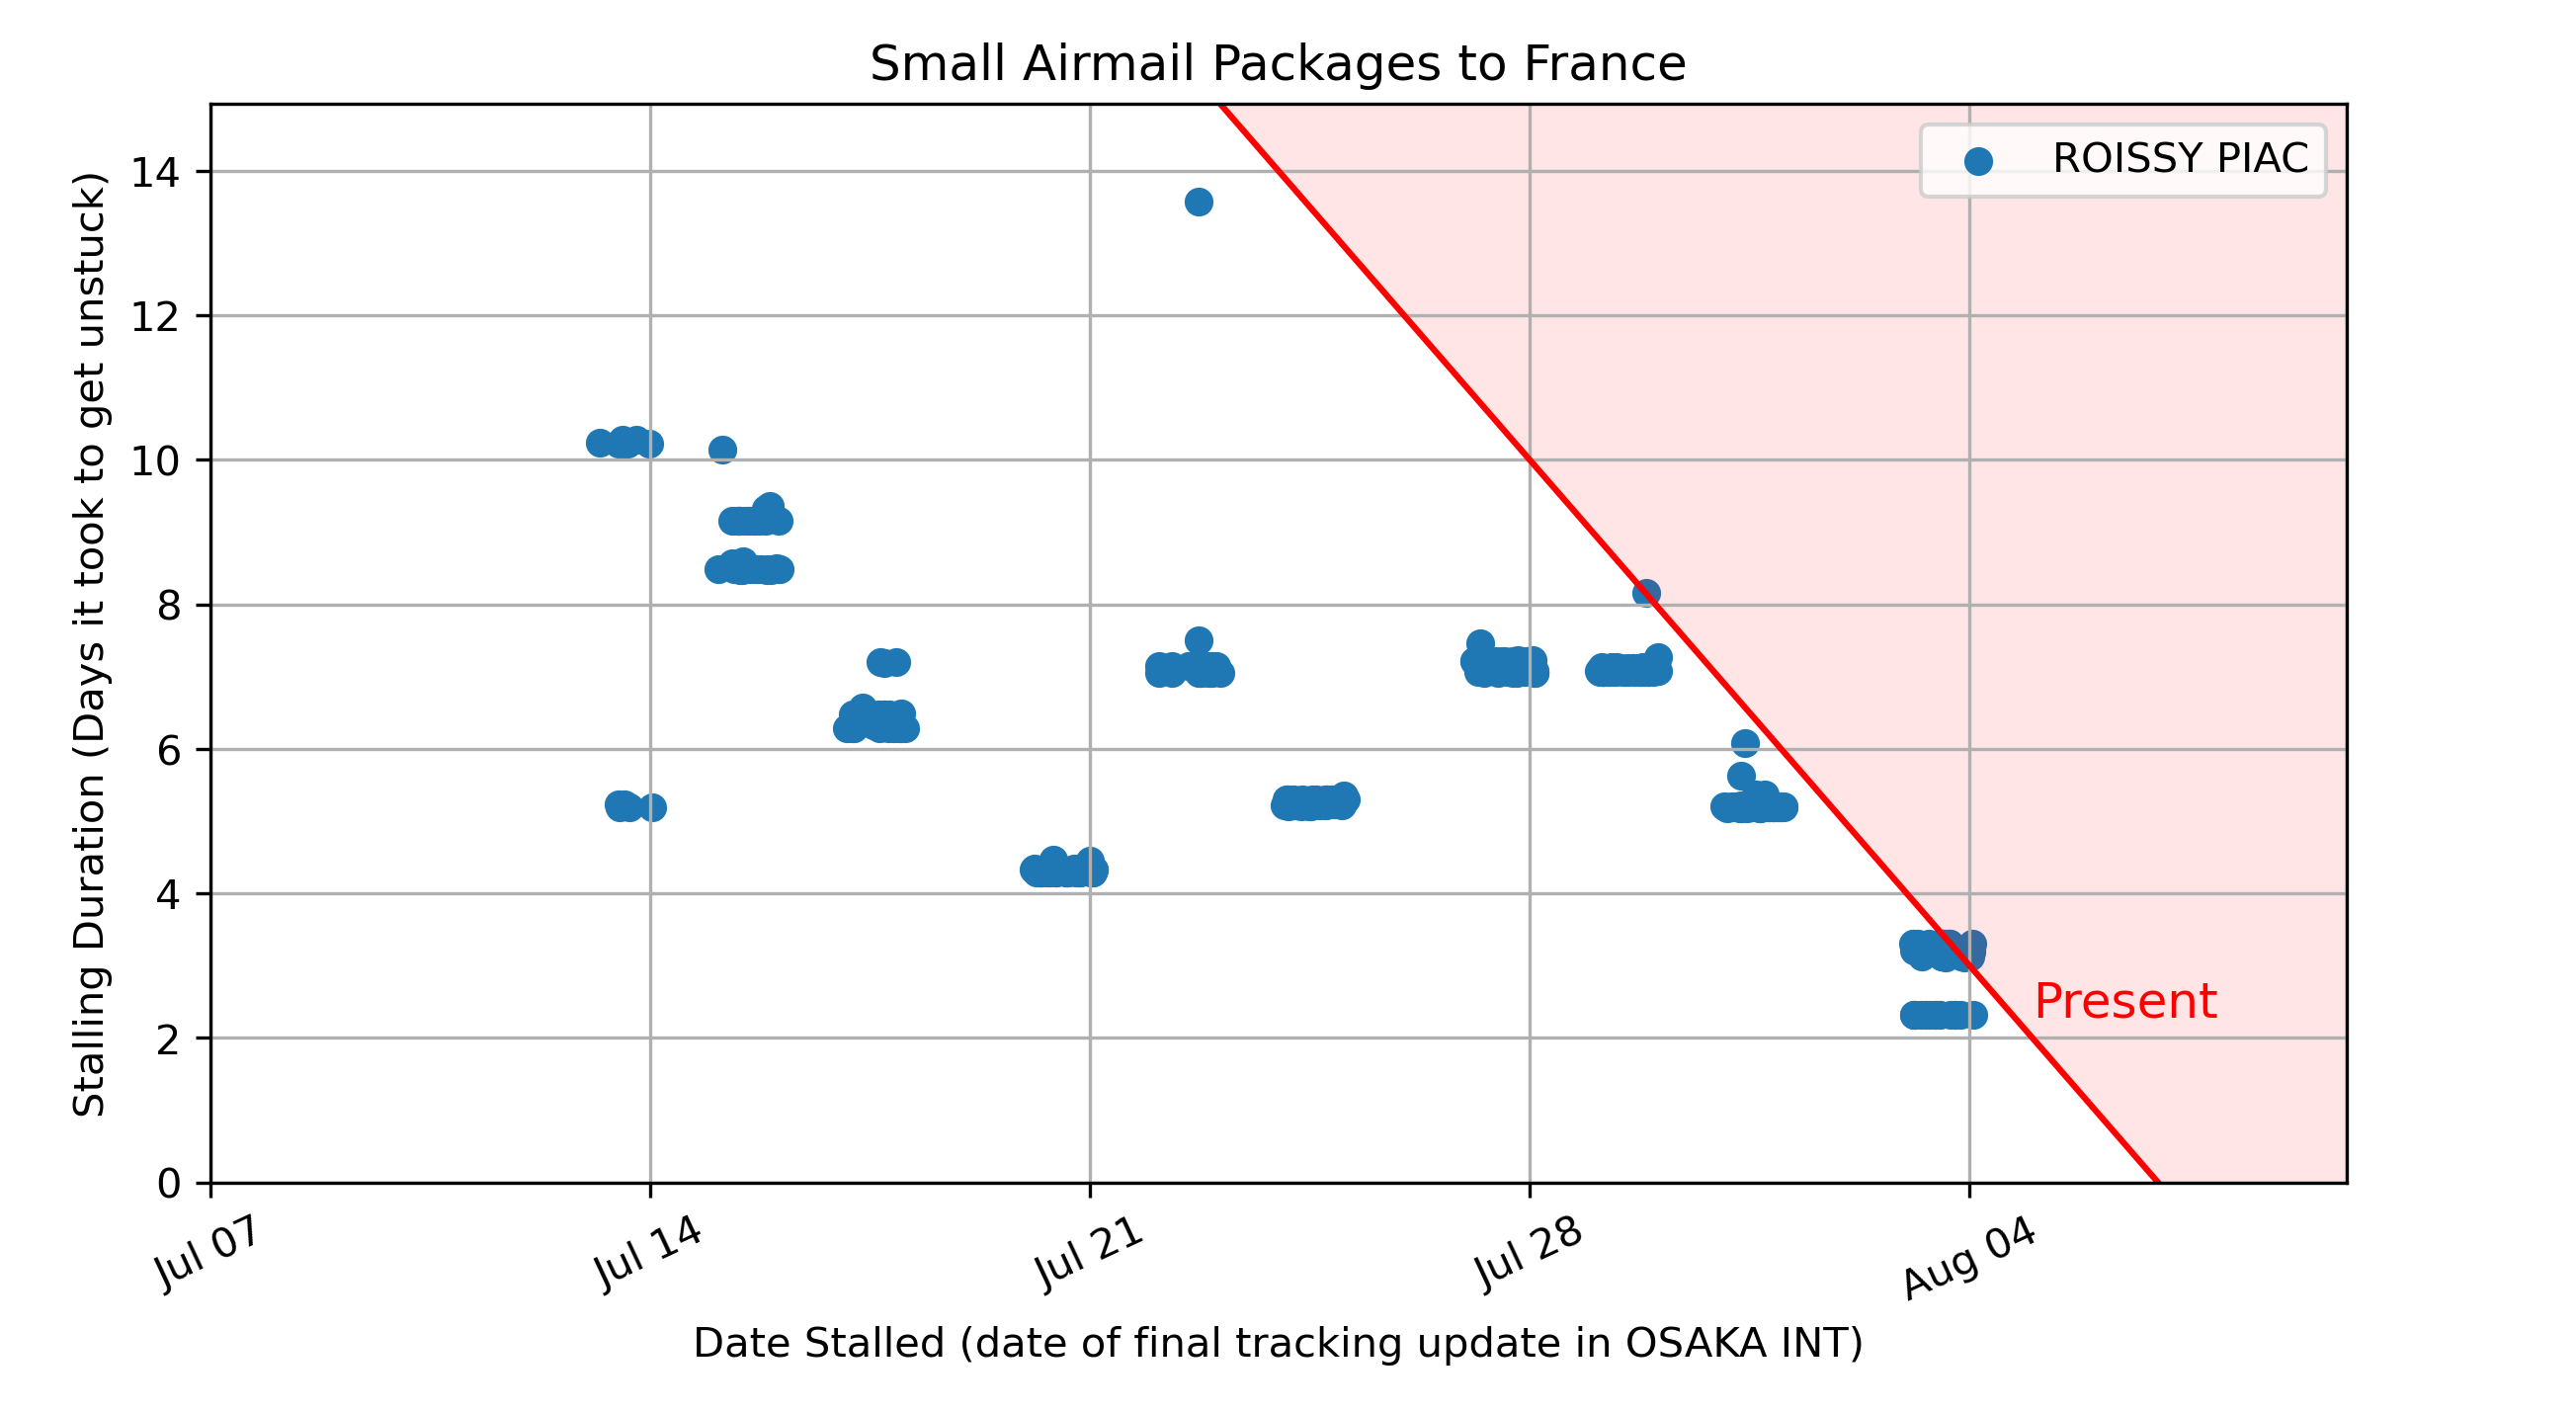 Small Airmail Packages to France
ROISSY PIAC
Stalling Duration (Days it took to get unstuck)
14
12
10
8
6
4
2
0
Present
Jul 07
Jul 14
Jul 21
Jul 28
Aug 04
Date Stalled (date of final tracking update in OSAKA INT)